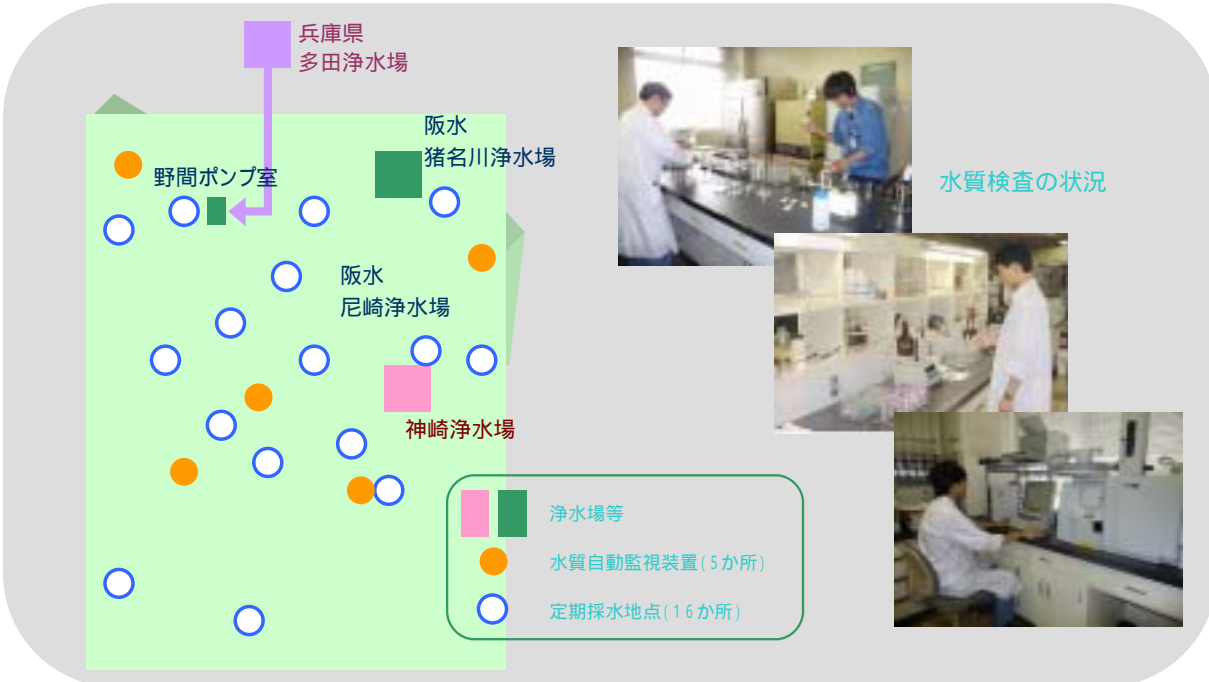 兵庫県
多田浄水場
阪水
猪名川浄水場
野間ポンプ室
水質検査の状況
阪水
尼崎浄水場
神崎浄水場
浄水場等
水質自動監視装置(5か所)
定期採水地点(16か所)